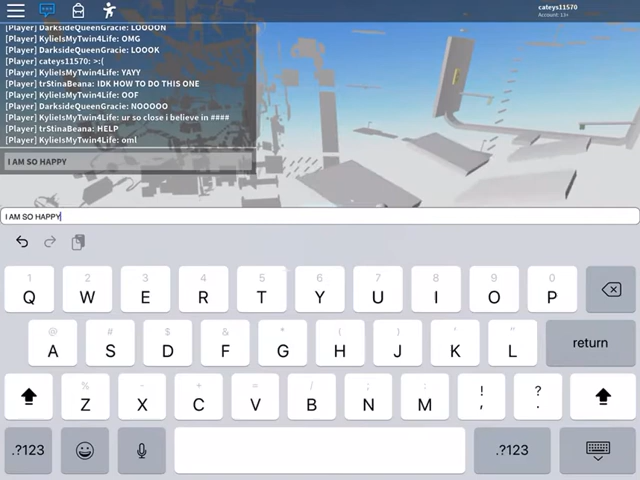 cateys11570
Account: 13+
[Player] DarksideQueenGracie: LOOOON
[Player] KylieIsMyTwin4Life: OMG
[Player] DarksideQueenGracie: LOOOK
[Player] cateys11570: >:(
[Player] KylieIsMyTwin4Life: YAYY
[Player] trStinaBeana: IDK HOW TO DO THIS ONE
[Player] KylieIsMyTwin4Life: OOF
[Player] DarksideQueenGracie: NOOOOO
[Player] KylieIsMyTwin4Life: ur so close i believe in ####
[Player] trStinaBeana: HELP
[Player] KylieIsMyTwin4Life: oml
I AM SO HAPPY
I AM SO HAPPY
1 2 3 4 5 6 7 8 9 0
Q W E R T Y U I O P
@ # $ & * ( ) ' "
A S D F G H J K L return
% - + = / ; : ! ?
Z X C V B N M , .
.?123 .?123